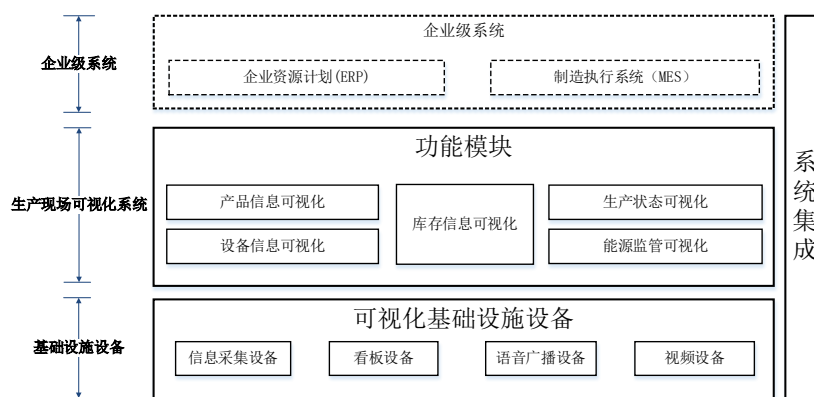 企业级系统
企业级系统
企业资源计划(ERP)
制造执行系统（MES）
生产现场可视化系统
功能模块
产品信息可视化
库存信息可视化
生产状态可视化
设备信息可视化
能源监管可视化
基础设施设备
可视化基础设施设备
信息采集设备
看板设备
语音广播设备
视频设备
系
统
集
成